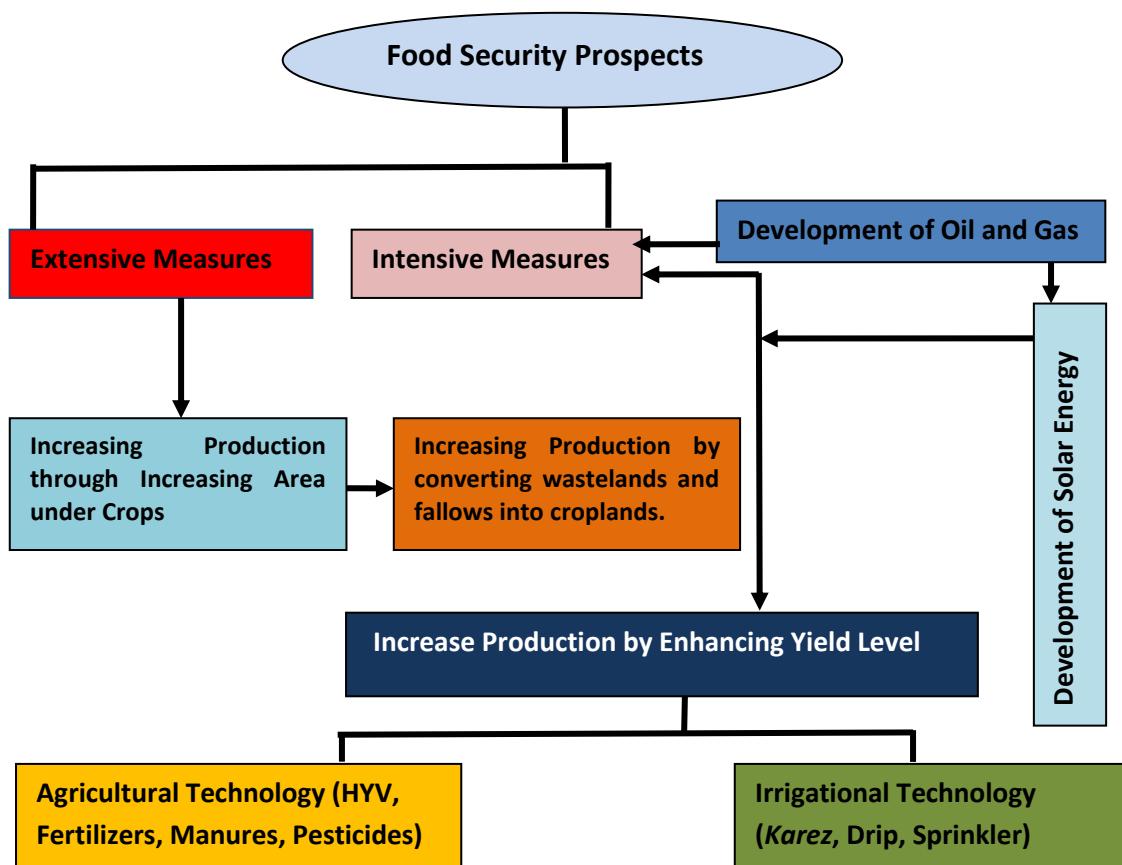 Food Security Prospects
Extensive Measures
Intensive Measures
Development of Oil and Gas
Development of Solar Energy
Increasing Production
through Increasing Area
under Crops
Increasing Production by
converting wastelands and
fallows into croplands.
Increase Production by Enhancing Yield Level
Agricultural Technology (HYV,
Fertilizers, Manures, Pesticides)
Irrigational Technology
(Karez, Drip, Sprinkler)